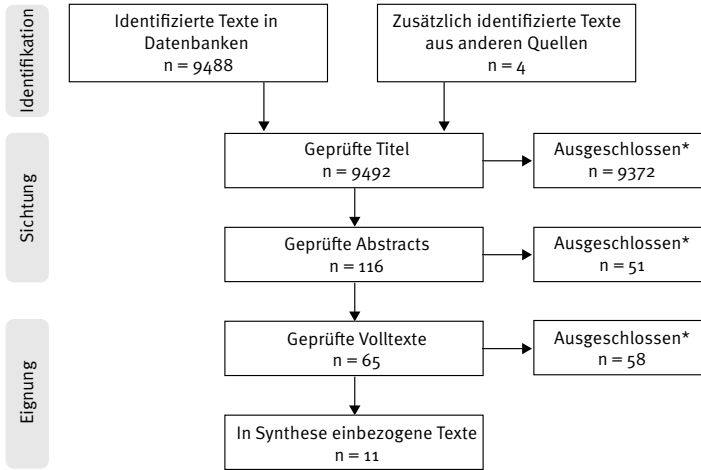 Identifikation
Identifizierte Texte in
Datenbanken
n = 9488
Zusätzlich identifizierte Texte
aus anderen Quellen
n = 4
Sichtung
Geprüfte Titel
n = 9492
Ausgeschlossen*
n = 9372
Geprüfte Abstracts
n = 116
Ausgeschlossen*
n = 51
Eignung
Geprüfte Volltexte
n = 65
Ausgeschlossen*
n = 58
In Synthese einbezogene Texte
n = 11